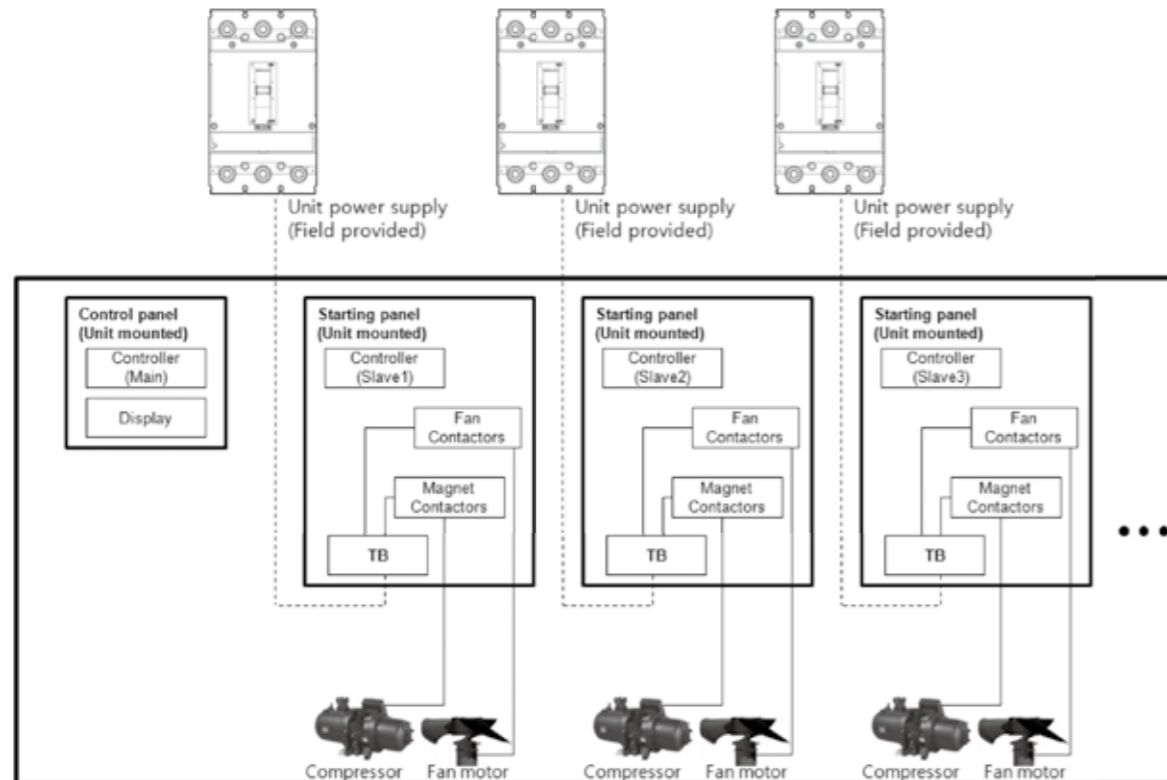 Unit power supply
(Field provided)
Unit power supply
(Field provided)
Unit power supply
(Field provided)
Control panel
(Unit mounted)
Controller
(Main)
Display
Starting panel
(Unit mounted)
Controller
(Slave1)
Fan
Contactors
Magnet
Contactors
TB
Starting panel
(Unit mounted)
Controller
(Slave2)
Fan
Contactors
Magnet
Contactors
TB
Starting panel
(Unit mounted)
Controller
(Slave3)
Fan
Contactors
Magnet
Contactors
TB
•••
Compressor
Fan motor
Compressor
Fan motor
Compressor
Fan motor